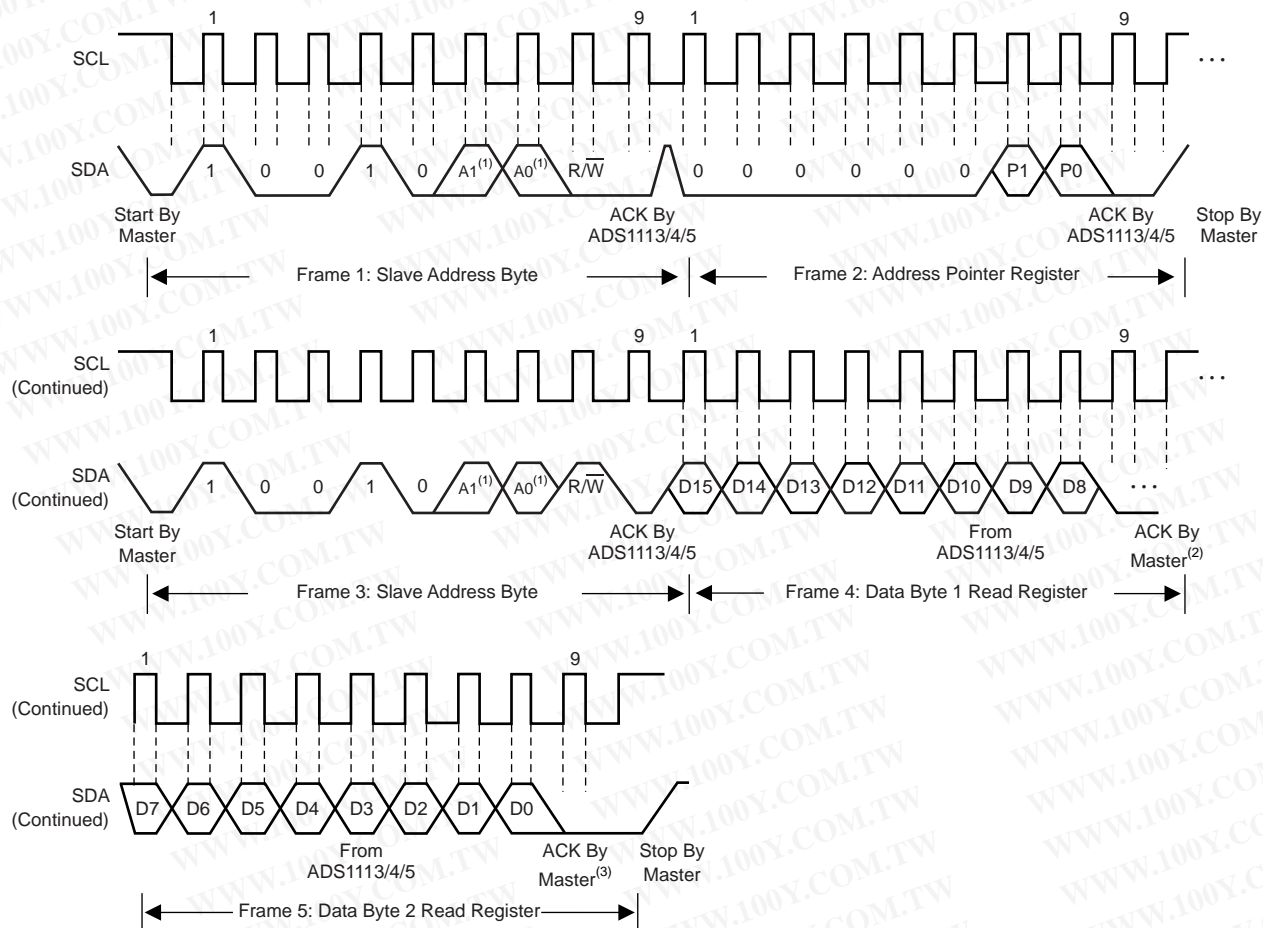 1 9 1 9
SCL ...
SDA 1 0 0 1 0 A1(1) A0(1) R/W̅ 0 0 0 0 0 0 P1 P0
Start By Master ACK By ADS1113/4/5 ACK By ADS1113/4/5 Stop By Master
Frame 1: Slave Address Byte Frame 2: Address Pointer Register
1 9 1 9
SCL (Continued) ...
SDA (Continued) 1 0 0 1 0 A1(1) A0(1) R/W̅ D15 D14 D13 D12 D11 D10 D9 D8 ...
Start By Master ACK By ADS1113/4/5 From ADS1113/4/5 ACK By Master(2)
Frame 3: Slave Address Byte Frame 4: Data Byte 1 Read Register
1 9
SCL (Continued)
SDA (Continued) D7 D6 D5 D4 D3 D2 D1 D0
From ADS1113/4/5 ACK By Master(3) Stop By Master
Frame 5: Data Byte 2 Read Register
WWW.100Y.COM.TW